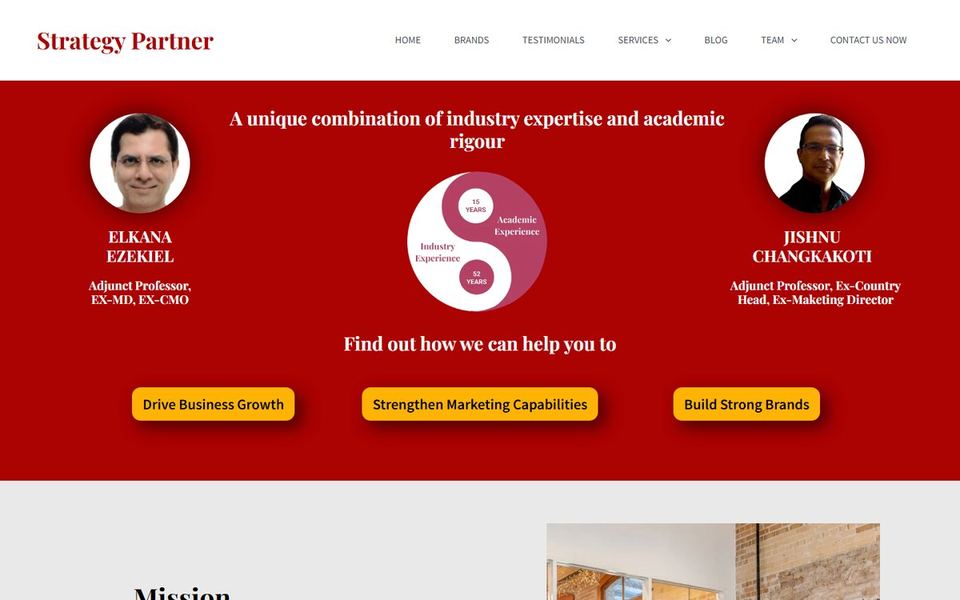 Strategy Partner
HOME
BRANDS
TESTIMONIALS
SERVICES
BLOG
TEAM
CONTACT US NOW
A unique combination of industry expertise and academic
rigour
ELKANA
EZEKIEL
Adjunct Professor,
EX-MD, EX-CMO
15
YEARS
Academic
Experience
Industry
Experience
52
YEARS
JISHNU
CHANGKAKOTI
Adjunct Professor, Ex-Country
Head, Ex-Maketing Director
Find out how we can help you to
Drive Business Growth
Strengthen Marketing Capabilities
Build Strong Brands
Mission